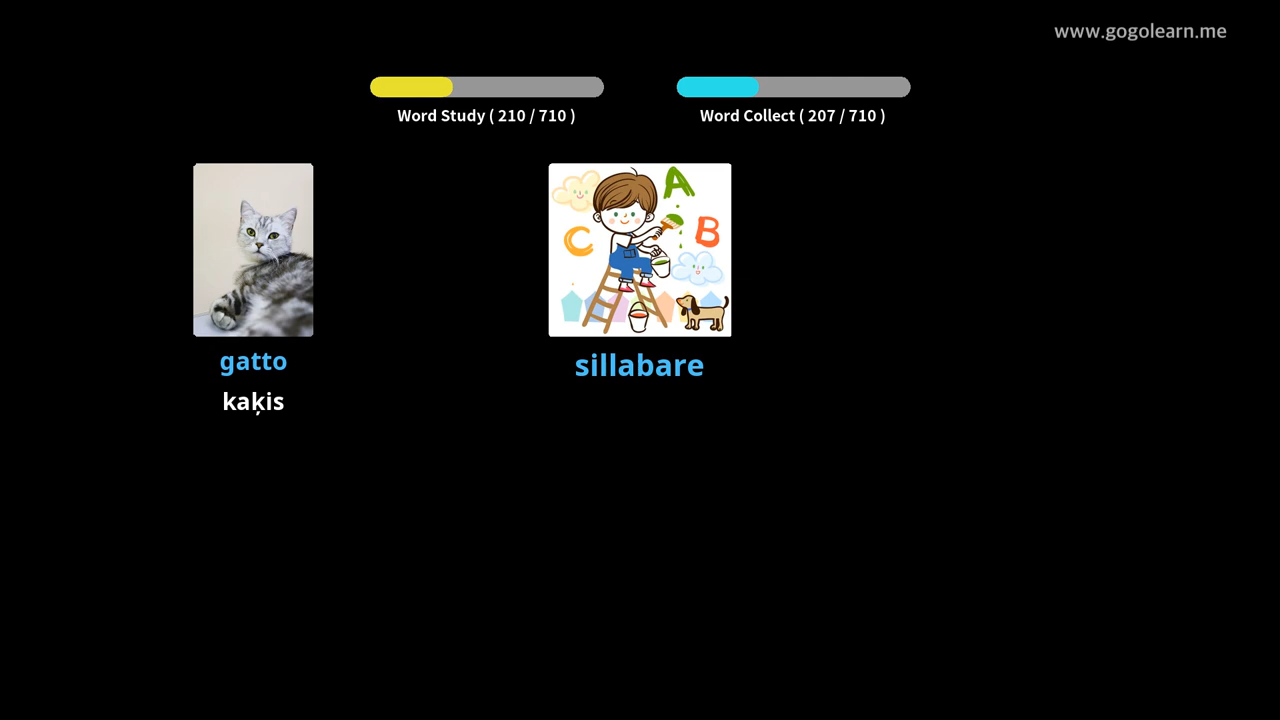 www.gogolearn.me
Word Study ( 210 / 710 )
Word Collect ( 207 / 710 )
A
B
C
gatto
kaķis
sillabare